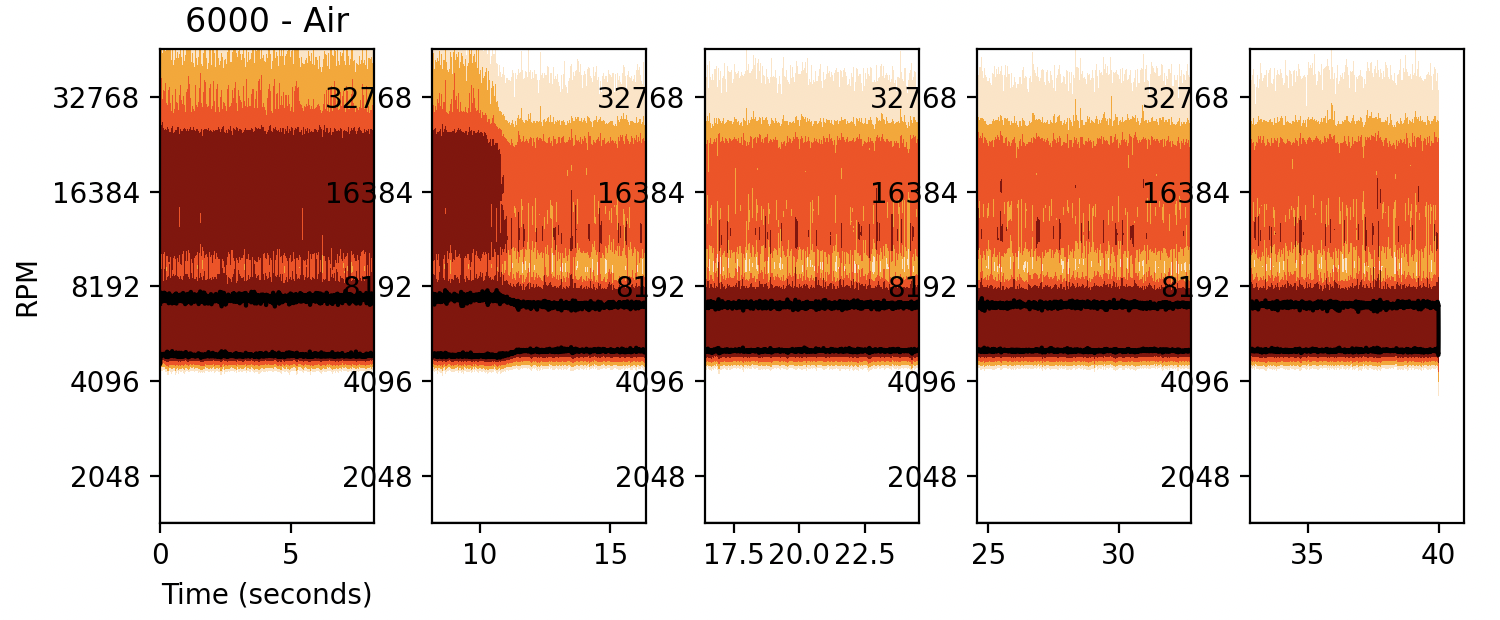 6000 - Air
RPM
32768 32768 32768 32768 32768
16384 16384 16384 16384 16384
8192 8192 8192 8192 8192
4096 4096 4096 4096 4096
2048 2048 2048 2048 2048
0 5 10 15 17.5 20.0 22.5 25 30 35 40
Time (seconds)